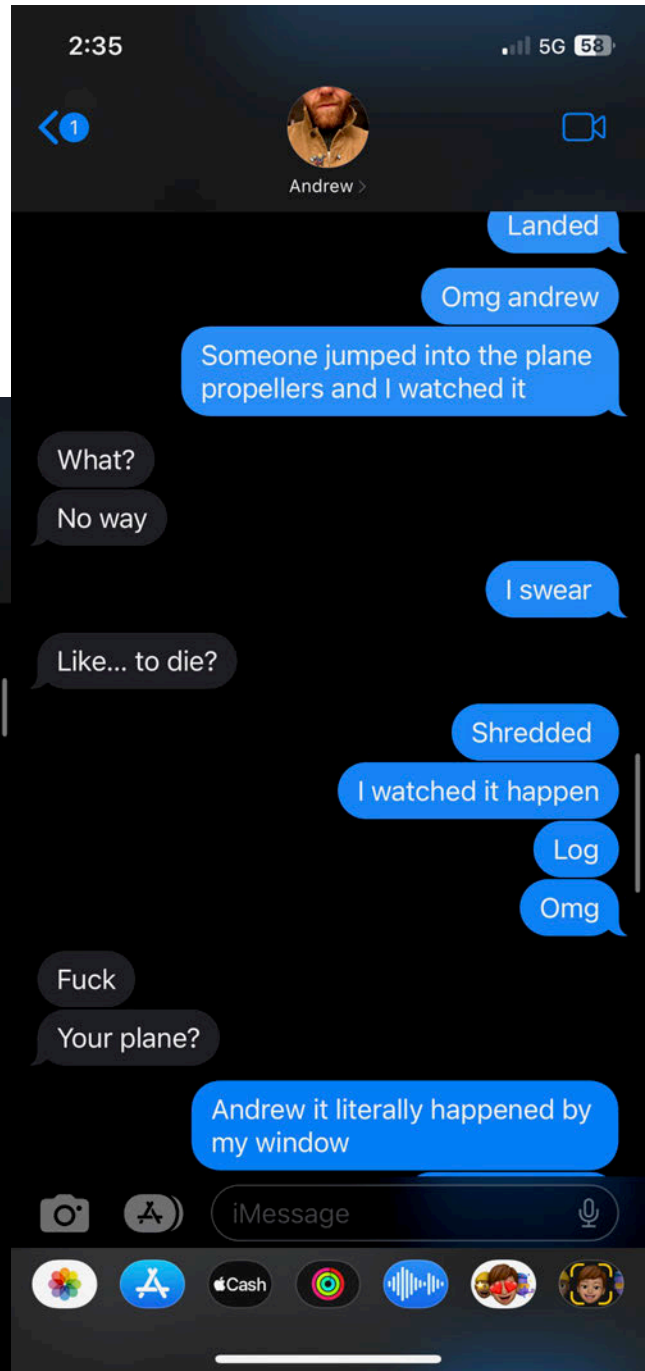 2:35
5G 58
1
Andrew
Landed
Omg andrew
Someone jumped into the plane
propellers and I watched it
What?
No way
I swear
Like... to die?
Shredded
I watched it happen
Log
Omg
Fuck
Your plane?
Andrew it literally happened by
my window
iMessage
Cash